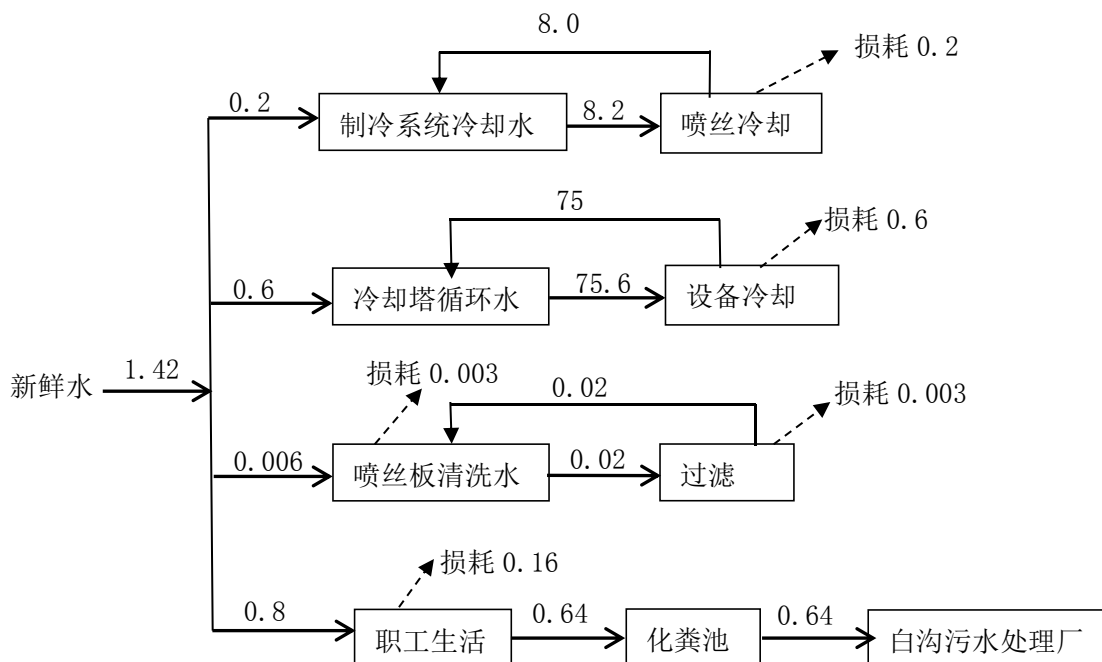 8.0
损耗 0.2
0.2
制冷系统冷却水
8.2
喷丝冷却
75
损耗 0.6
0.6
冷却塔循环水
75.6
设备冷却
新鲜水
1.42
损耗 0.003
0.02
损耗 0.003
0.006
喷丝板清洗水
0.02
过滤
损耗 0.16
0.8
职工生活
0.64
化粪池
0.64
白沟污水处理厂